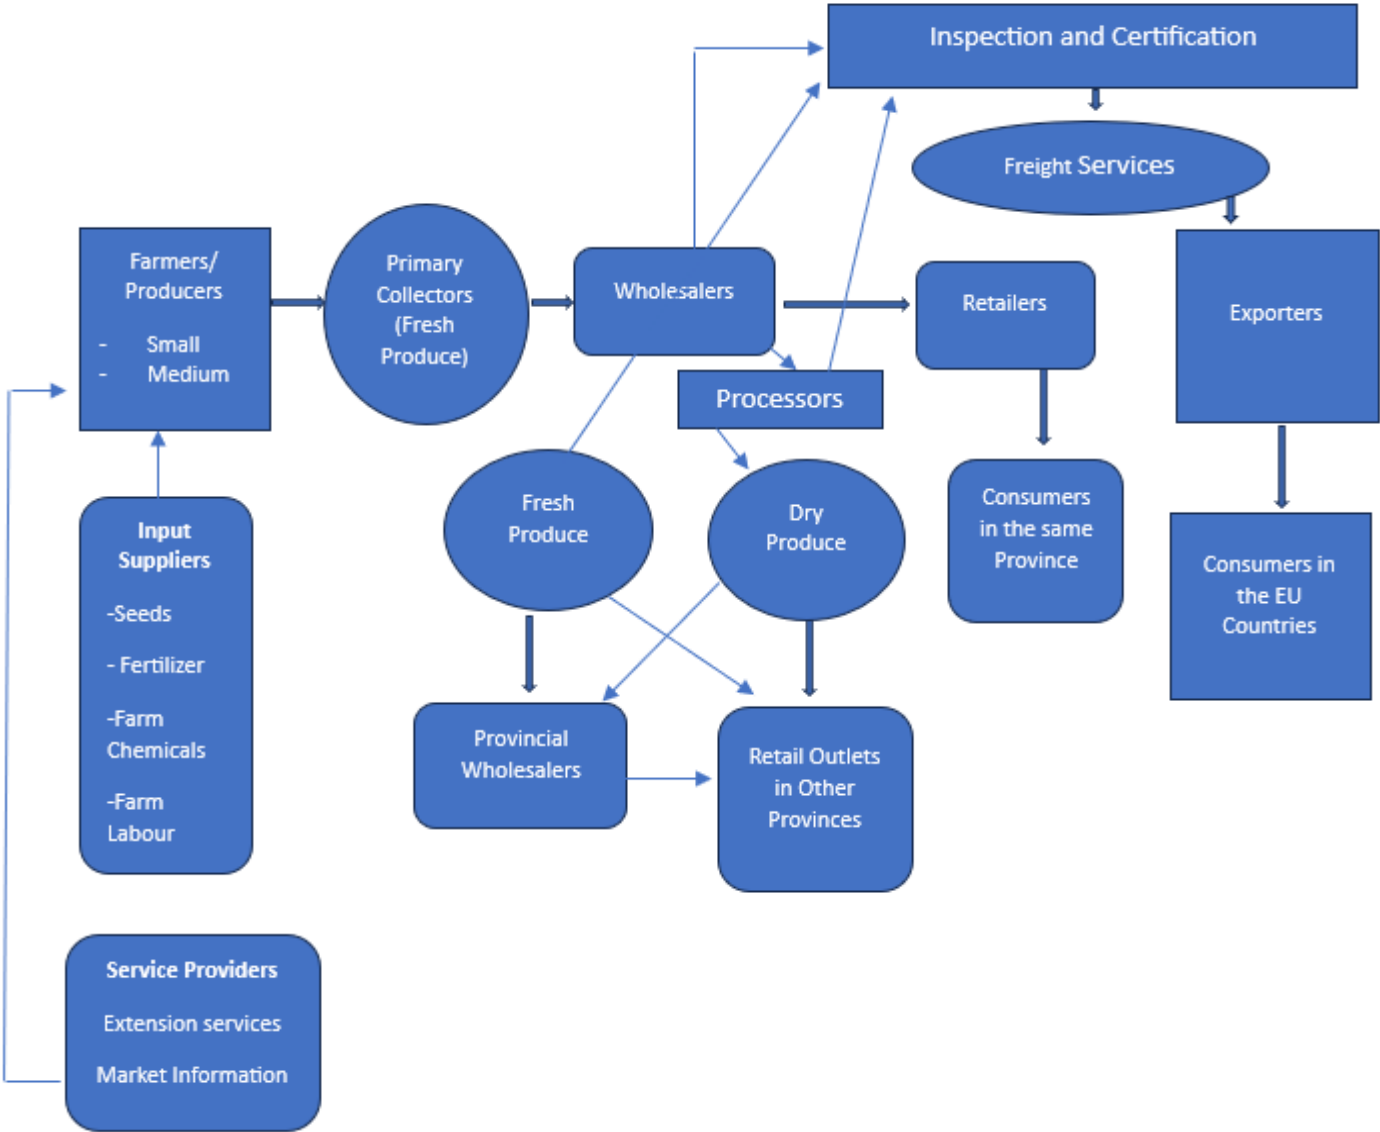 Inspection and Certification
Freight Services
Farmers/
Producers
- Small
- Medium
Primary
Collectors
(Fresh
Produce)
Wholesalers
Retailers
Exporters
Processors
Input
Suppliers
-Seeds
- Fertilizer
-Farm
Chemicals
-Farm
Labour
Fresh
Produce
Dry
Produce
Consumers
in the same
Province
Consumers in
the EU
Countries
Provincial
Wholesalers
Retail Outlets
in Other
Provinces
Service Providers
Extension services
Market Information